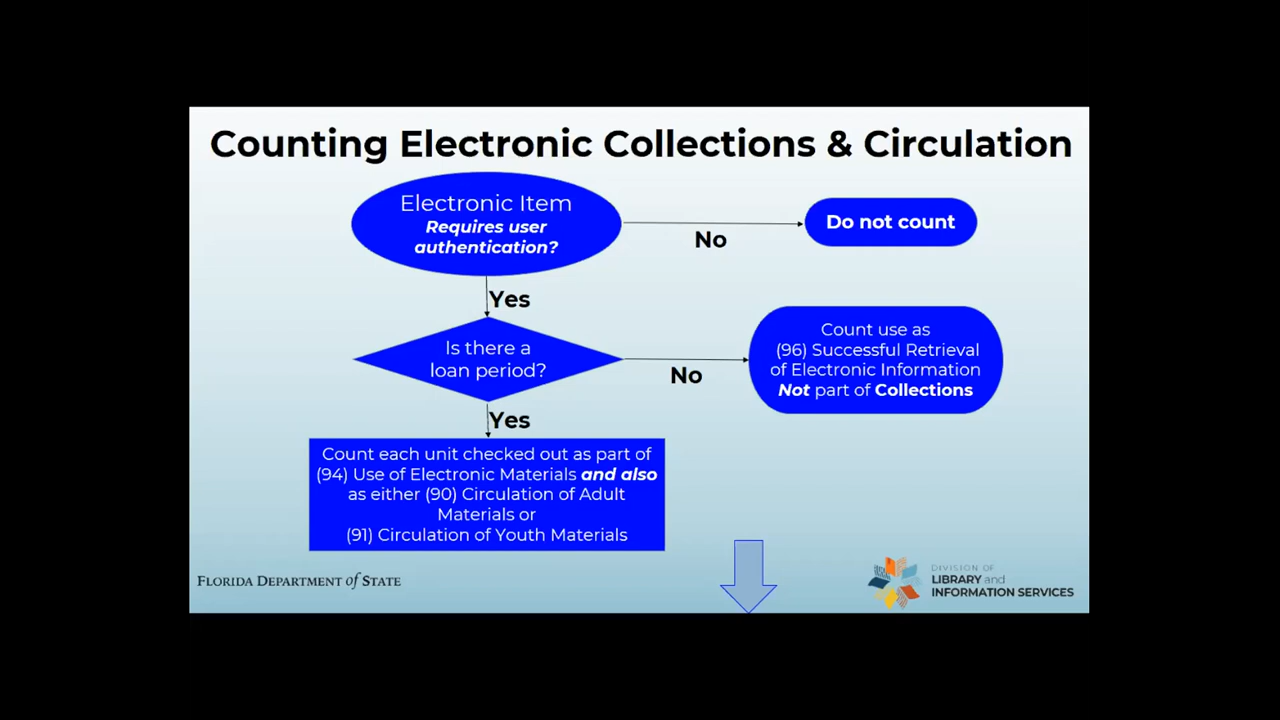 Counting Electronic Collections & Circulation
Electronic Item
Requires user
authentication?
No
Do not count
Yes
Is there a
loan period?
No
Count use as
(96) Successful Retrieval
of Electronic Information
Not part of Collections
Yes
Count each unit checked out as part of
(94) Use of Electronic Materials and also
as either (90) Circulation of Adult
Materials or
(91) Circulation of Youth Materials
FLORIDA DEPARTMENT of STATE
DIVISION OF
LIBRARY and
INFORMATION SERVICES